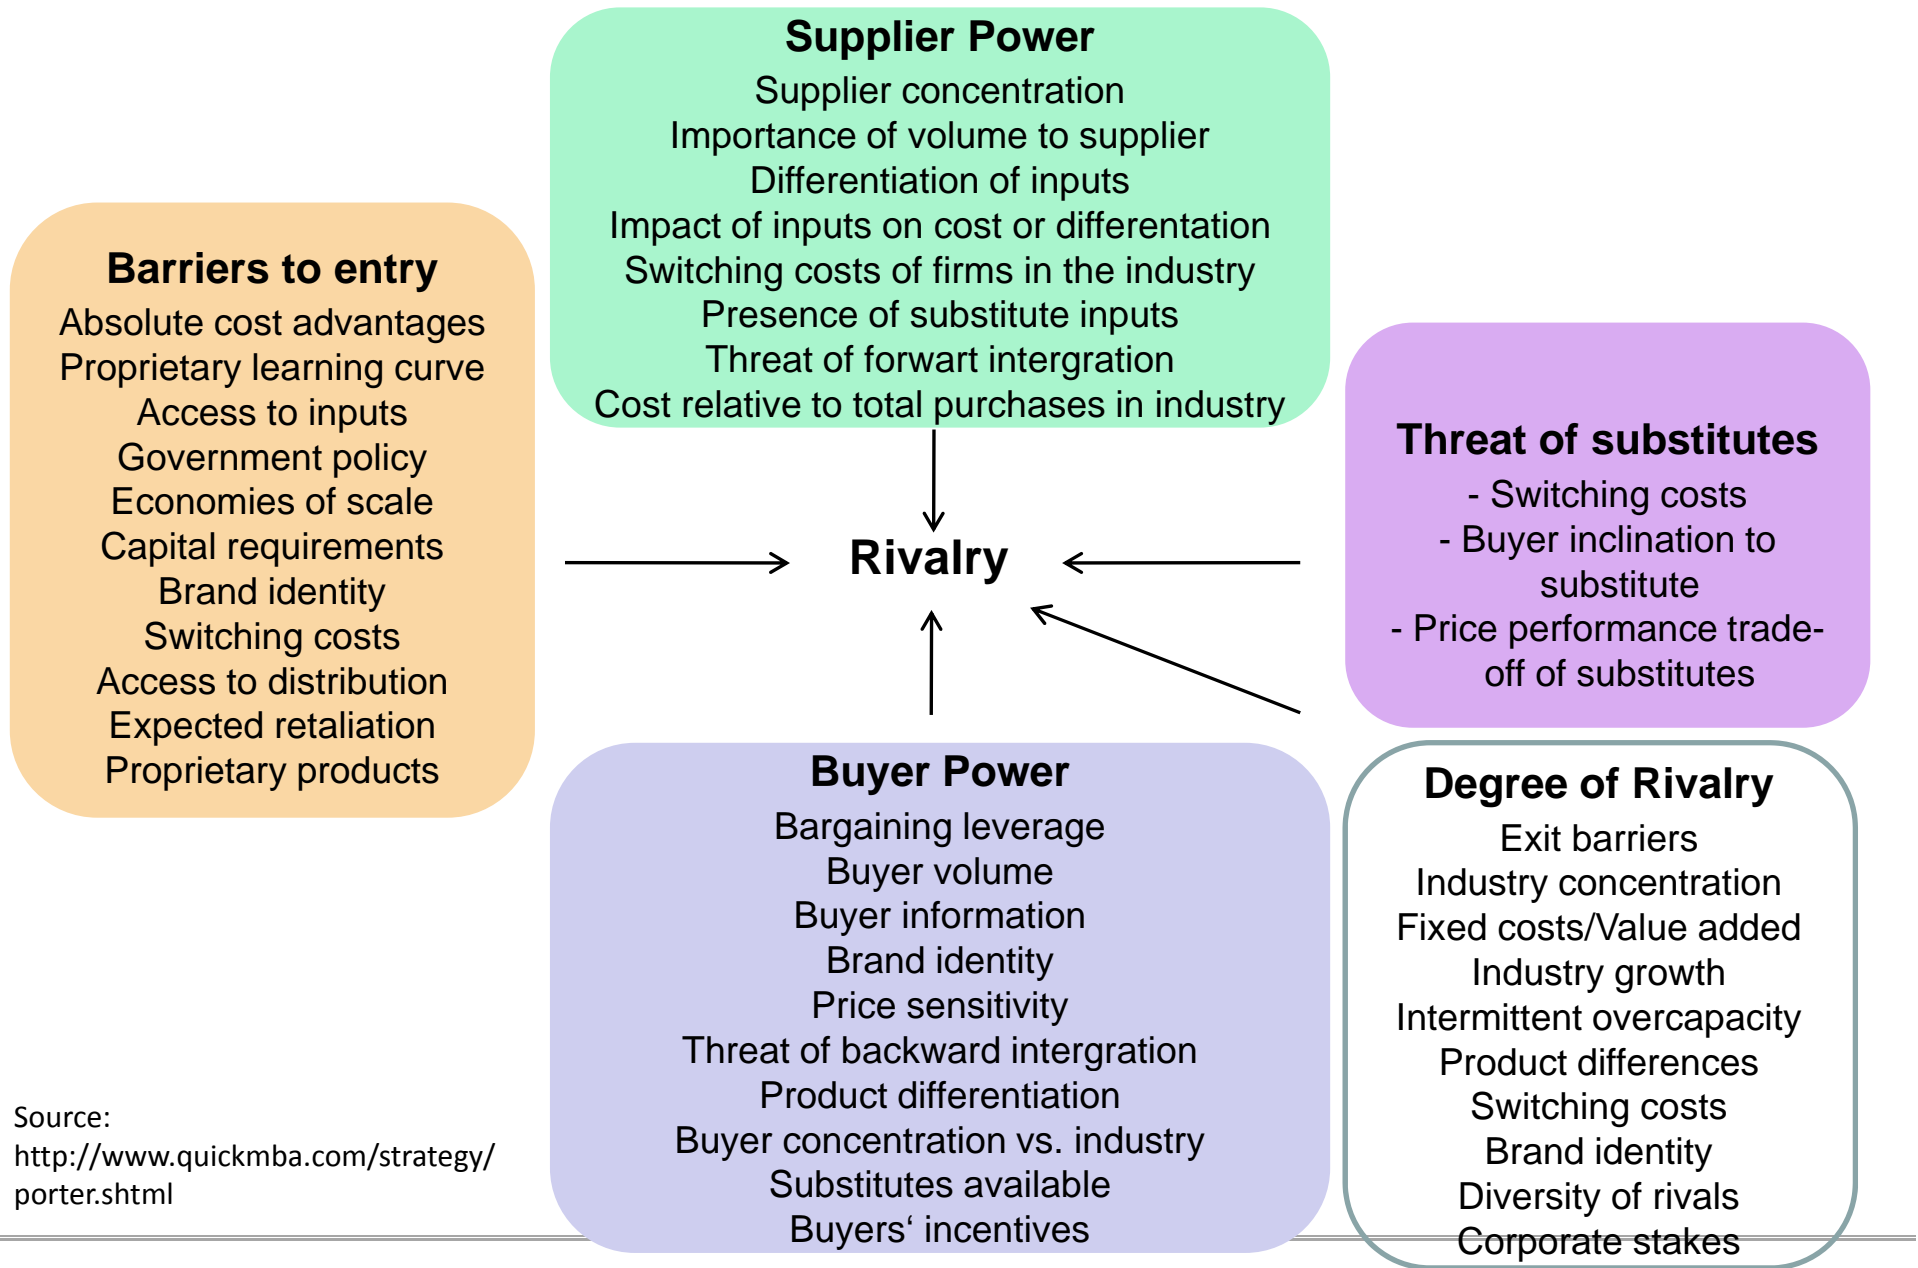 Supplier Power
Supplier concentration
Importance of volume to supplier
Differentiation of inputs
Impact of inputs on cost or differentation
Switching costs of firms in the industry
Presence of substitute inputs
Threat of forwart intergration
Cost relative to total purchases in industry
Barriers to entry
Absolute cost advantages
Proprietary learning curve
Access to inputs
Government policy
Economies of scale
Capital requirements
Brand identity
Switching costs
Access to distribution
Expected retaliation
Proprietary products
Rivalry
Threat of substitutes
- Switching costs
- Buyer inclination to
substitute
- Price performance trade-
off of substitutes
Buyer Power
Bargaining leverage
Buyer volume
Buyer information
Brand identity
Price sensitivity
Threat of backward intergration
Product differentiation
Buyer concentration vs. industry
Substitutes available
Buyers‘ incentives
Degree of Rivalry
Exit barriers
Industry concentration
Fixed costs/Value added
Industry growth
Intermittent overcapacity
Product differences
Switching costs
Brand identity
Diversity of rivals
Corporate stakes
Source:
http://www.quickmba.com/strategy/
porter.shtml